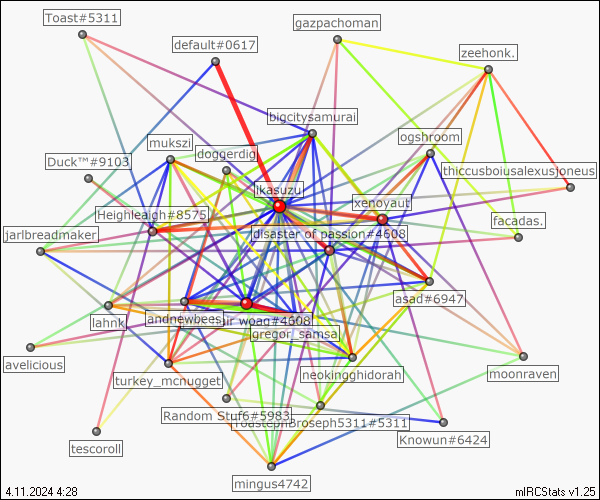 Toast#5311
gazpachoman
default#0617
zeehonk.
bigcitysamurai
ogshroom
mukszi
doggerdig
Duck™#9103
thiccusboiusalexusjoneus
ikasuzu
xenoyaut
Heighleaigh#8575
facadas.
jarlbreadmaker
disaster of passion#4608
asad#6947
lahnk
andnewbees
sir woag#4608
gregor_samsa
avelicious
moonraven
turkey_mcnugget
neokingghidorah
Random Stuf6#5983
ToastephBroseph5311#5311
Knowun#6424
tescoroll
mingus4742
4.11.2024 4:28
mIRCStats v1.25